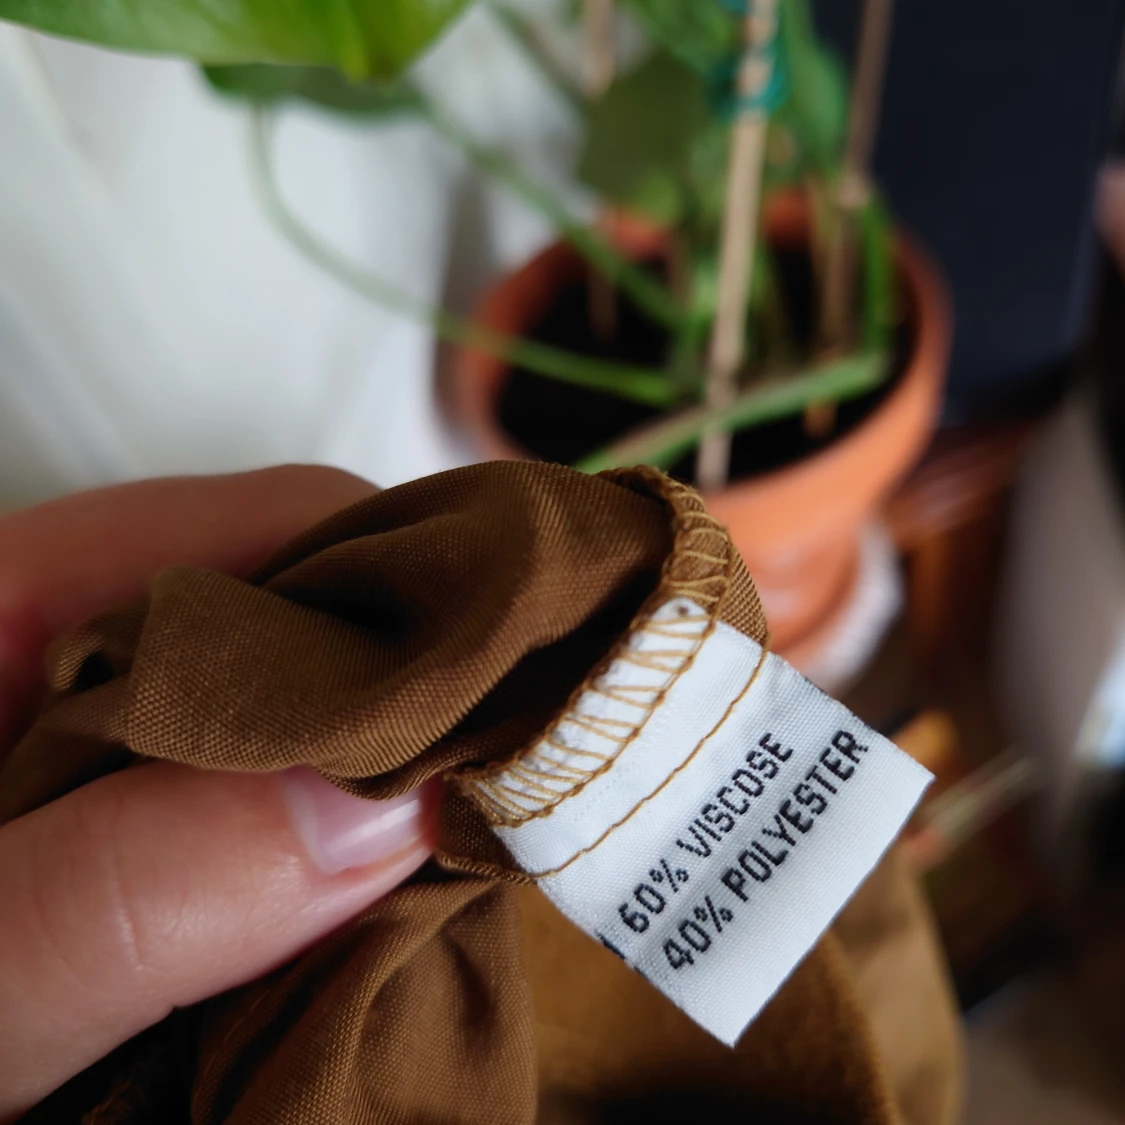 60% VISCOSE
40% POLYESTER